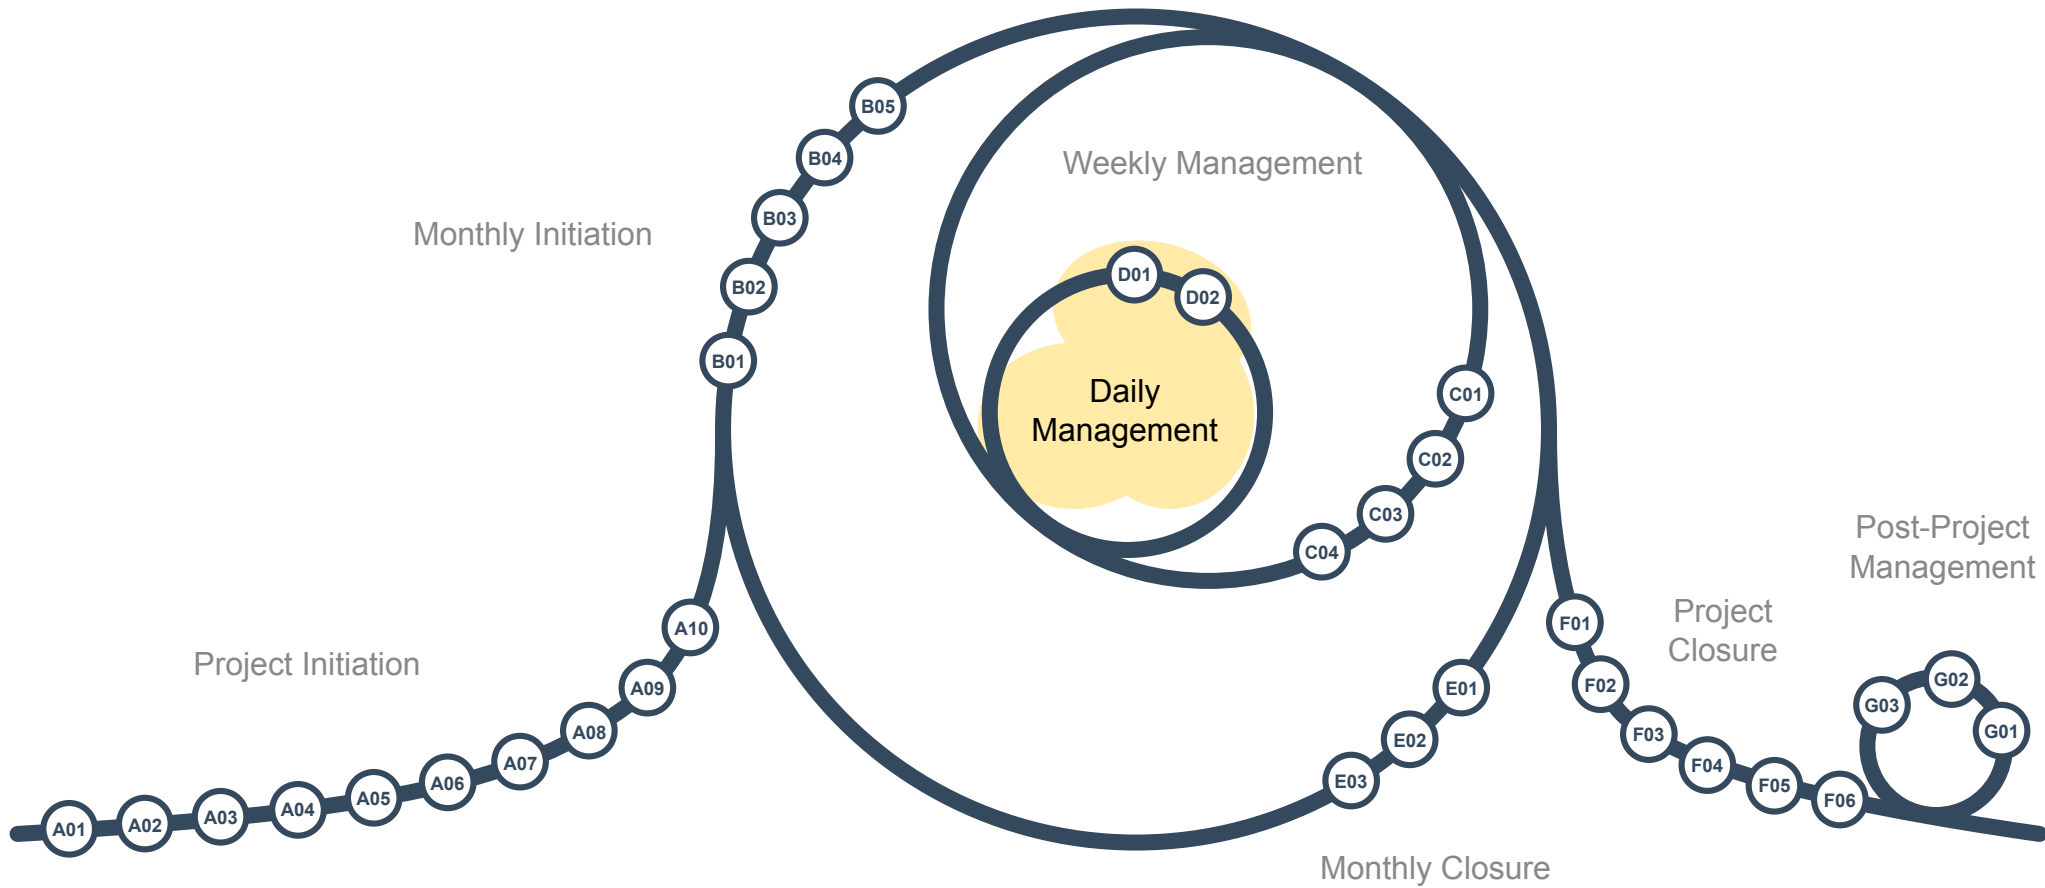 Project Initiation
A01
A02
A03
A04
A05
A06
A07
A08
A09
A10
Monthly Initiation
B01
B02
B03
B04
B05
Weekly Management
C01
C02
C03
C04
Daily
Management
D01
D02
Monthly Closure
E01
E02
E03
Project
Closure
F01
F02
F03
F04
F05
F06
Post-Project
Management
G01
G02
G03